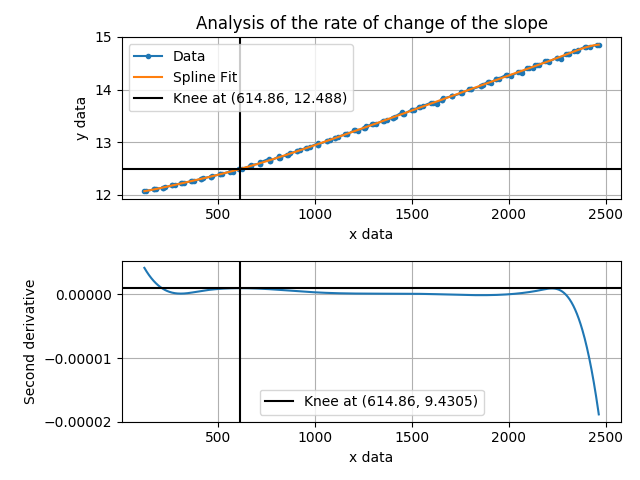 Analysis of the rate of change of the slope
15
14
13
12
y data
Data
Spline Fit
Knee at (614.86, 12.488)
500 1000 1500 2000 2500
x data
0.00000
−0.00001
−0.00002
Second derivative
Knee at (614.86, 9.4305)
500 1000 1500 2000 2500
x data